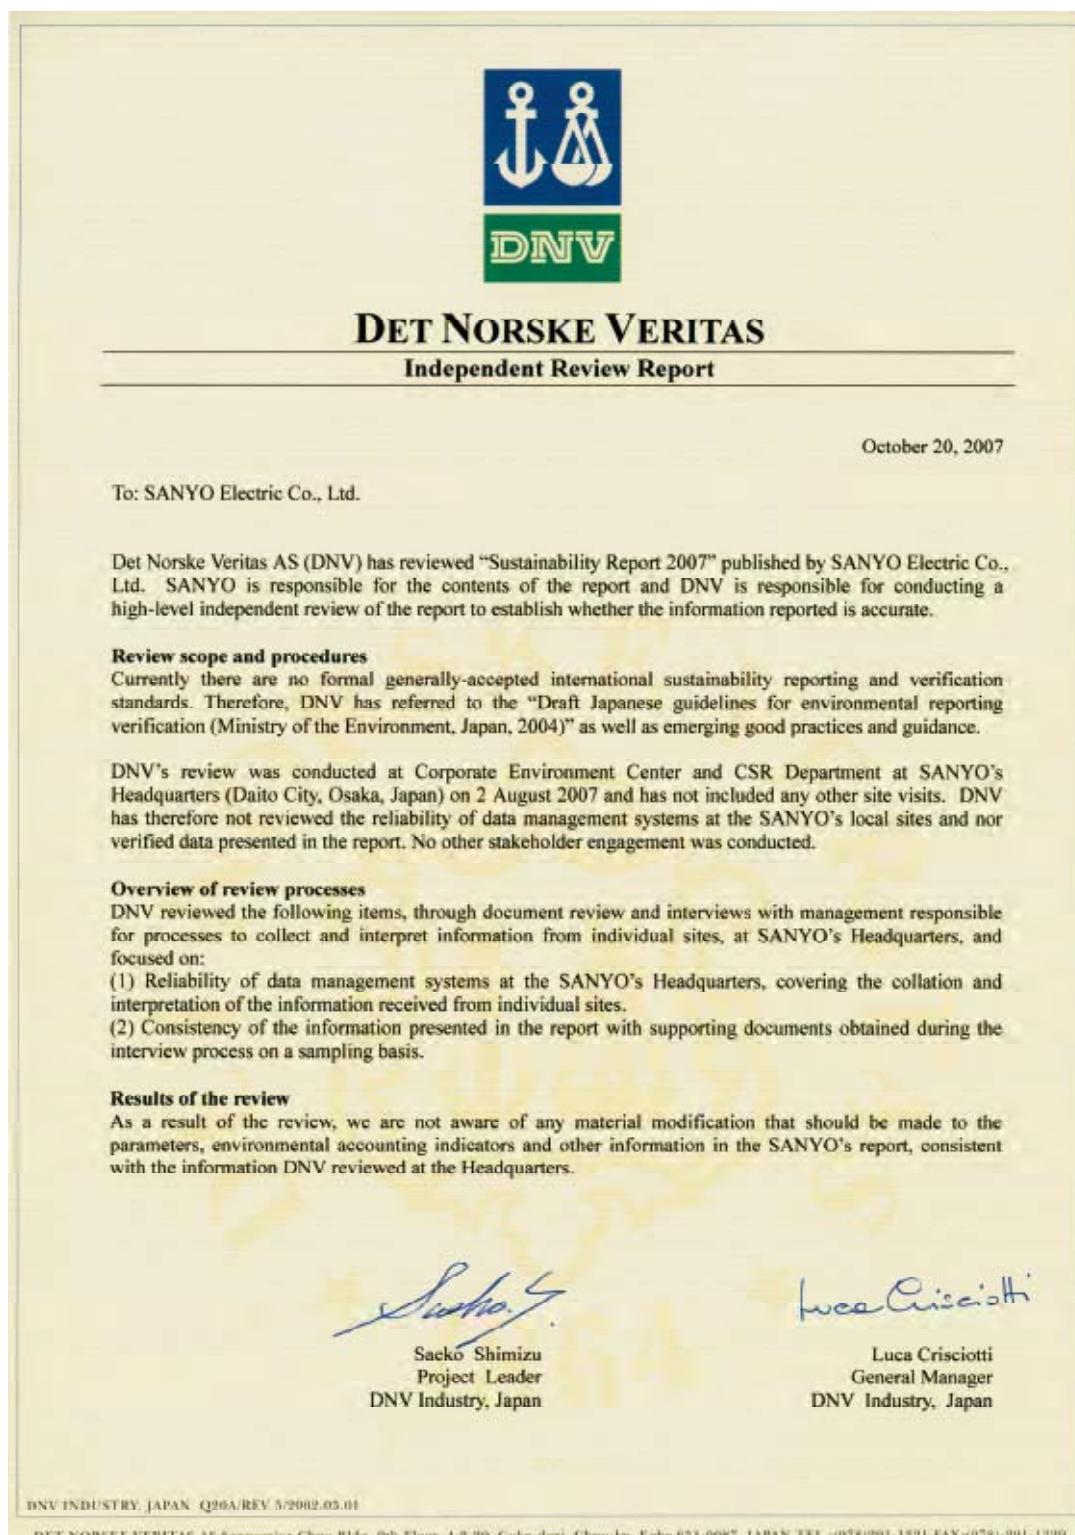 DNV
DET NORSKE VERITAS
Independent Review Report
October 20, 2007
To: SANYO Electric Co., Ltd.
Det Norske Veritas AS (DNV) has reviewed “Sustainability Report 2007” published by SANYO Electric Co.,
Ltd. SANYO is responsible for the contents of the report and DNV is responsible for conducting a
high-level independent review of the report to establish whether the information reported is accurate.
Review scope and procedures
Currently there are no formal generally-accepted international sustainability reporting and verification
standards. Therefore, DNV has referred to the “Draft Japanese guidelines for environmental reporting
verification (Ministry of the Environment, Japan, 2004)” as well as emerging good practices and guidance.
DNV’s review was conducted at Corporate Environment Center and CSR Department at SANYO’s
Headquarters (Daito City, Osaka, Japan) on 2 August 2007 and has not included any other site visits. DNV
has therefore not reviewed the reliability of data management systems at the SANYO’s local sites and nor
verified data presented in the report. No other stakeholder engagement was conducted.
Overview of review processes
DNV reviewed the following items, through document review and interviews with management responsible
for processes to collect and interpret information from individual sites, at SANYO’s Headquarters, and
focused on:
(1) Reliability of data management systems at the SANYO’s Headquarters, covering the collation and
interpretation of the information received from individual sites.
(2) Consistency of the information presented in the report with supporting documents obtained during the
interview process on a sampling basis.
Results of the review
As a result of the review, we are not aware of any material modification that should be made to the
parameters, environmental accounting indicators and other information in the SANYO’s report, consistent
with the information DNV reviewed at the Headquarters.
Luca Crisciotti
Saeko Shimizu
Project Leader
DNV Industry, Japan
Luca Crisciotti
General Manager
DNV Industry, Japan
DNV INDUSTRY, JAPAN Q20A/REV 5/2002.05.01
DET NORSKE VERITAS AS